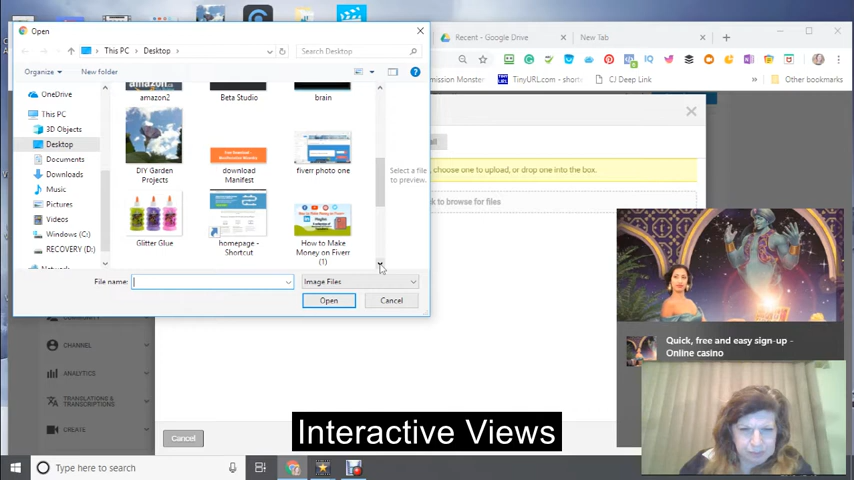 Open
Recent - Google Drive
New Tab
This PC
Desktop
Search Desktop
Organize
New folder
mission Monster
TinyURL.com - shorte
CJ Deep Link
Other bookmarks
OneDrive
This PC
3D Objects
Desktop
Documents
Downloads
Music
Pictures
Videos
Windows (C:)
RECOVERY (D:)
amazon2
Beta Studio
brain
DIY Garden
Projects
download
Manifest
fiverr photo one
Glitter Glue
homepage -
Shortcut
How to Make
Money on Fiverr
(1)
Select a file
to preview.
choose one to upload, or drop one into the box.
k to browse for files
File name:
Image Files
Open
Cancel
CHANNEL
ANALYTICS
TRANSLATIONS &
TRANSCRIPTIONS
CREATE
Cancel
Quick, free and easy sign-up -
Online casino
Interactive Views
Type here to search